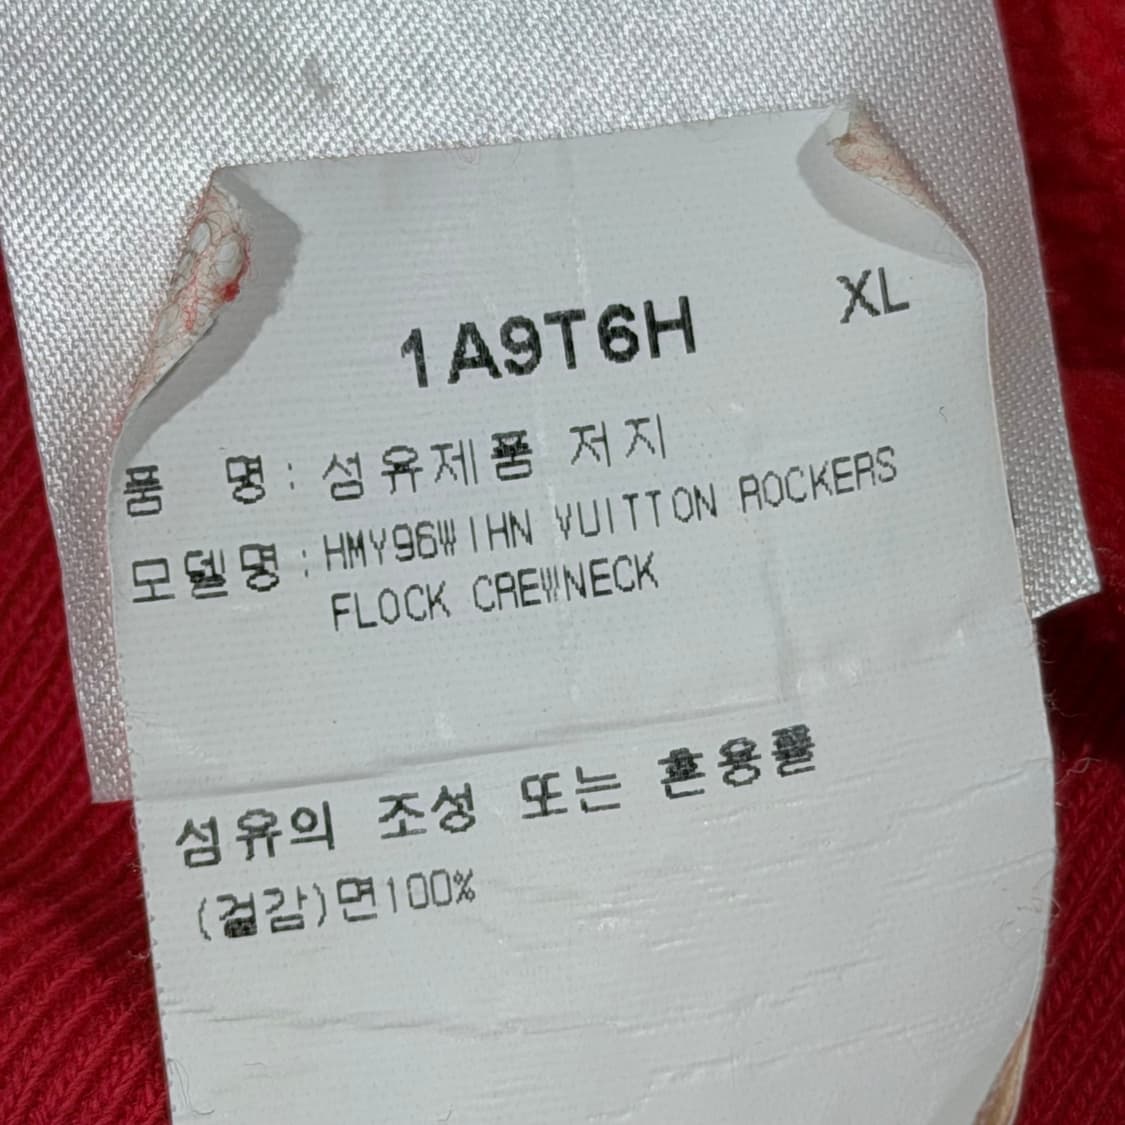 1A9T6H XL
품 명 : 섬유제품 저지
모델명 : HMY96WIHN VUITTON ROCKERS
FLOCK CREWNECK
섬유의 조성 또는 혼용률
(겉감)면100%